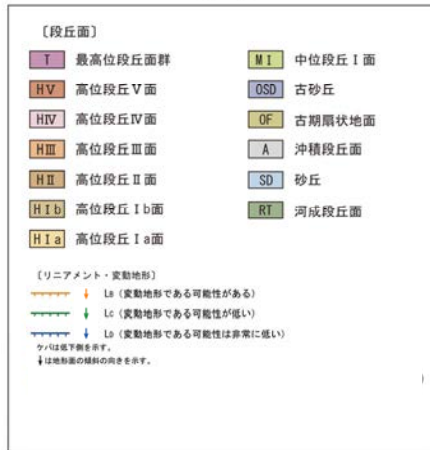 〔段丘面〕
T 最高位段丘面群
HⅤ 高位段丘Ⅴ面
HⅣ 高位段丘Ⅳ面
HⅢ 高位段丘Ⅲ面
HⅡ 高位段丘Ⅱ面
HⅠb 高位段丘Ⅰb面
HⅠa 高位段丘Ⅰa面
MⅠ 中位段丘Ⅰ面
OSD 古砂丘
OF 古期扇状地面
A 沖積段丘面
SD 砂丘
RT 河成段丘面
〔リニアメント・変動地形〕
↓ LB（変動地形である可能性がある）
↓ LC（変動地形である可能性が低い）
↓ LD（変動地形である可能性は非常に低い）
ケバは低下側を示す。
↓は地形面の傾斜の向きを示す。
)